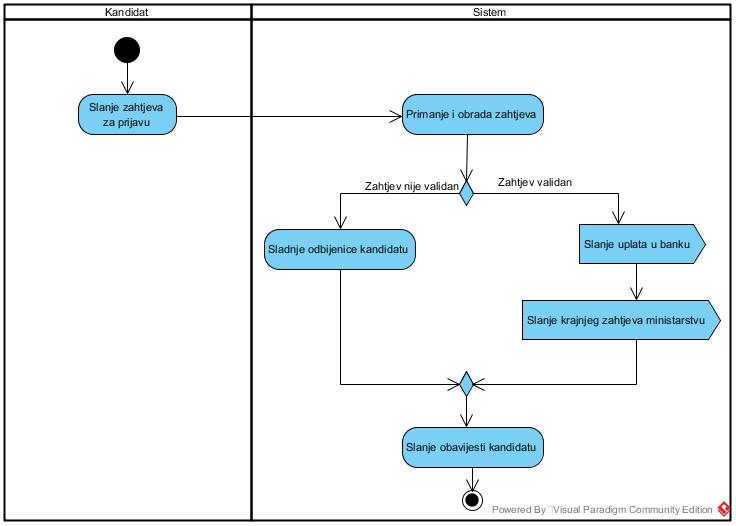 Kandidat
Sistem
Slanje zahtjeva
za prijavu
Primanje i obrada zahtjeva
Zahtjev nije validan
Zahtjev validan
Sladnje odbijenice kandidatu
Slanje uplata u banku
Slanje krajnjeg zahtjeva ministarstvu
Slanje obavijesti kandidatu
Powered By Visual Paradigm Community Edition